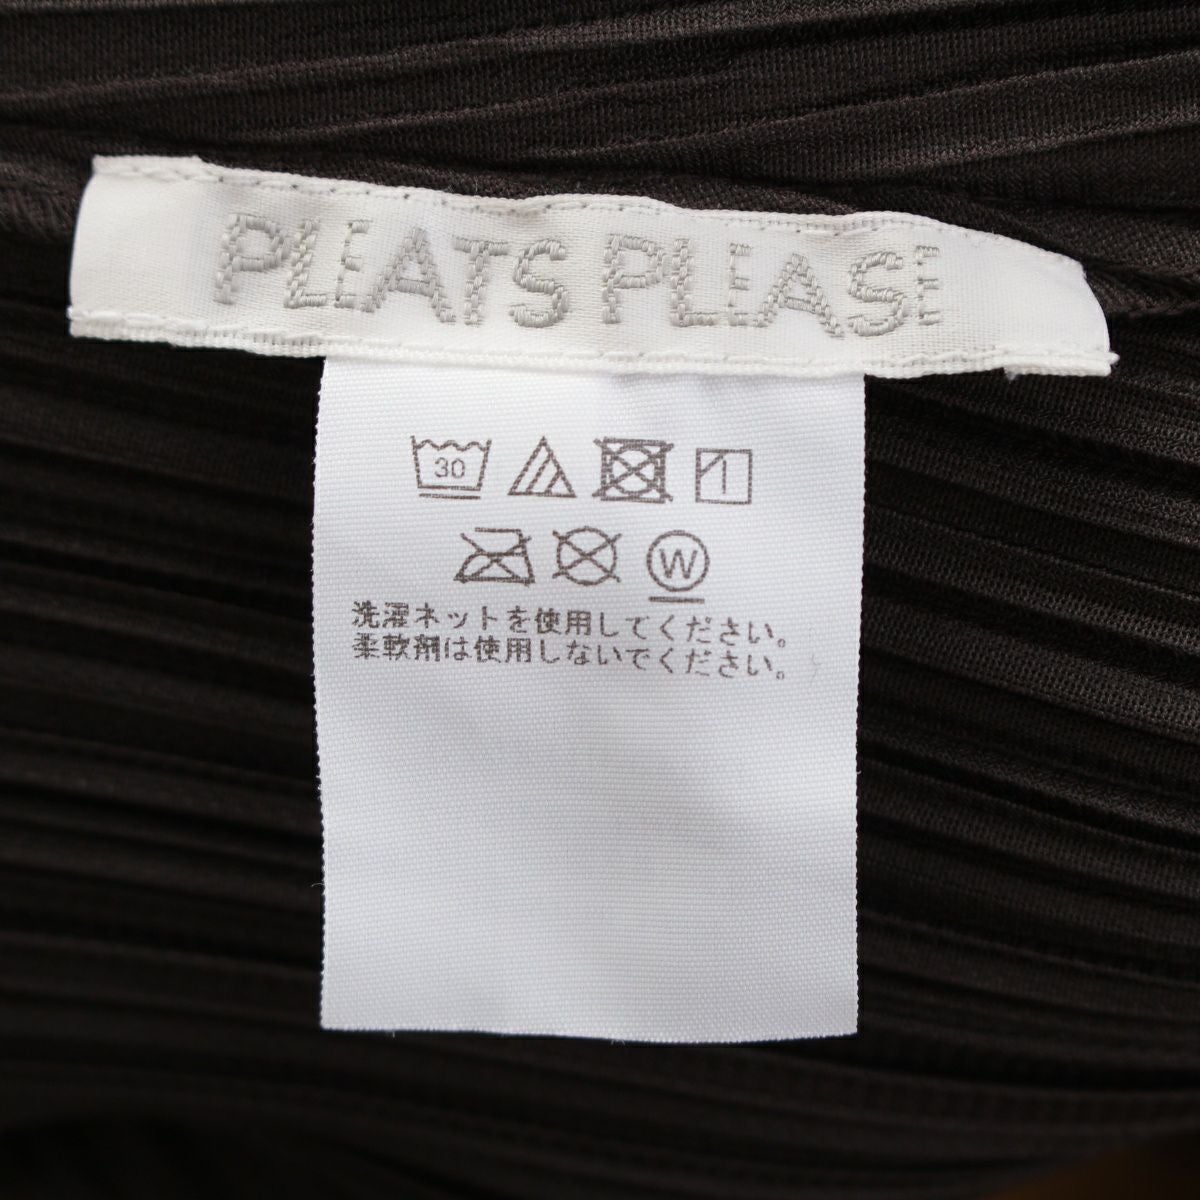 PLEATS PLEASE
30
W
洗濯ネットを使用してください。
柔軟剤は使用しないでください。